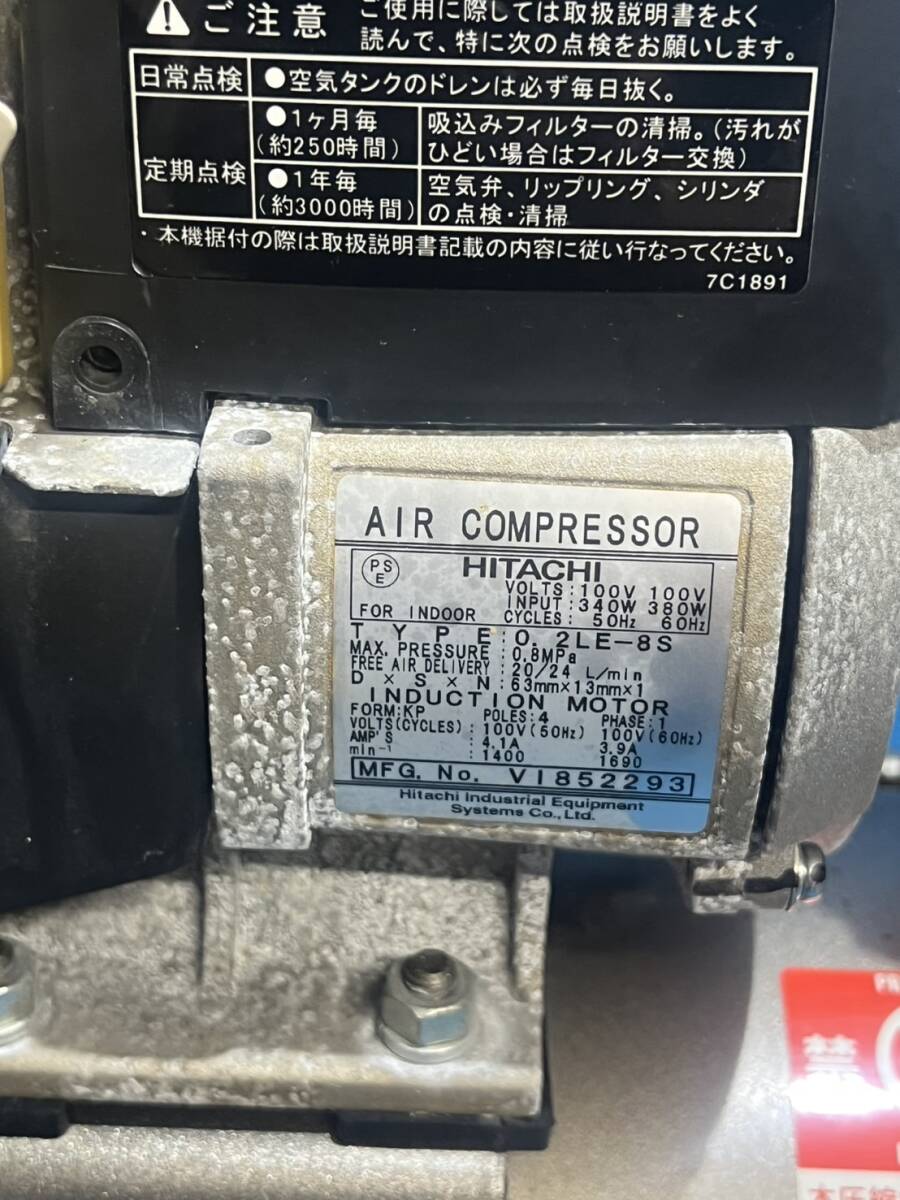 ご注意
ご使用に際しては取扱説明書をよく
読んで、特に次の点検をお願いします。
日常点検 ●空気タンクのドレンは必ず毎日抜く。
定期点検
●1ヶ月毎
(約250時間)
吸込みフィルターの清掃。(汚れが
ひどい場合はフィルター交換)
●1年毎
(約3000時間)
空気弁、リップリング、シリンダ
の点検・清掃
・本機据付の際は取扱説明書記載の内容に従い行なってください。
7C1891
AIR COMPRESSOR
PS
E
HITACHI
FOR INDOOR
VOLTS: 100V 100V
INPUT: 340W 380W
CYCLES: 50Hz 60Hz
TYPE: 0.2LE-8S
MAX. PRESSURE: 0.8MPa
FREE AIR DELIVERY: 20/24 L/min
D×S×N: 63mm×13mm×1
INDUCTION MOTOR
FORM:KP POLES:4 PHASE:1
VOLTS(CYCLES): 100V(50Hz) 100V(60Hz)
AMP'S : 4.1A 3.9A
min⁻¹ : 1400 1690
MFG. No. V1852293
Hitachi Industrial Equipment
Systems Co., Ltd.
禁